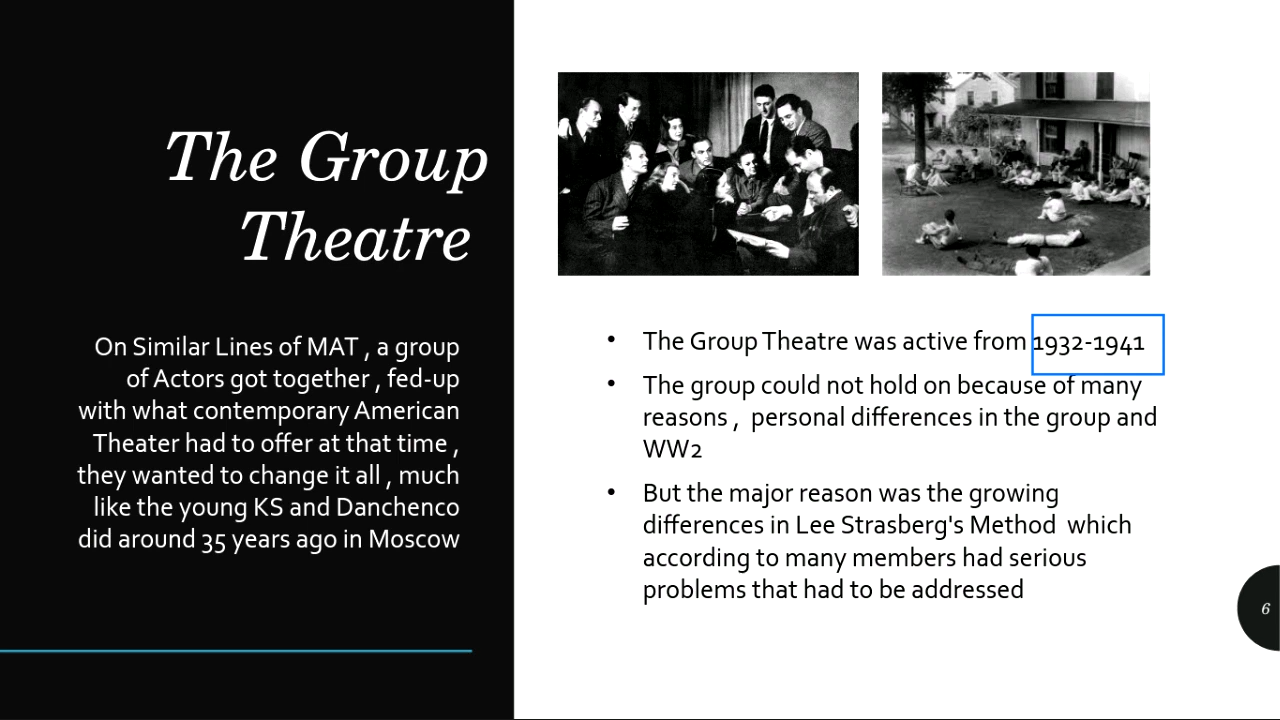 The Group
Theatre
On Similar Lines of MAT , a group
of Actors got together , fed-up
with what contemporary American
Theater had to offer at that time ,
they wanted to change it all , much
like the young KS and Danchenco
did around 35 years ago in Moscow
• The Group Theatre was active from 1932-1941
• The group could not hold on because of many
reasons , personal differences in the group and
WW2
• But the major reason was the growing
differences in Lee Strasberg's Method which
according to many members had serious
problems that had to be addressed
6